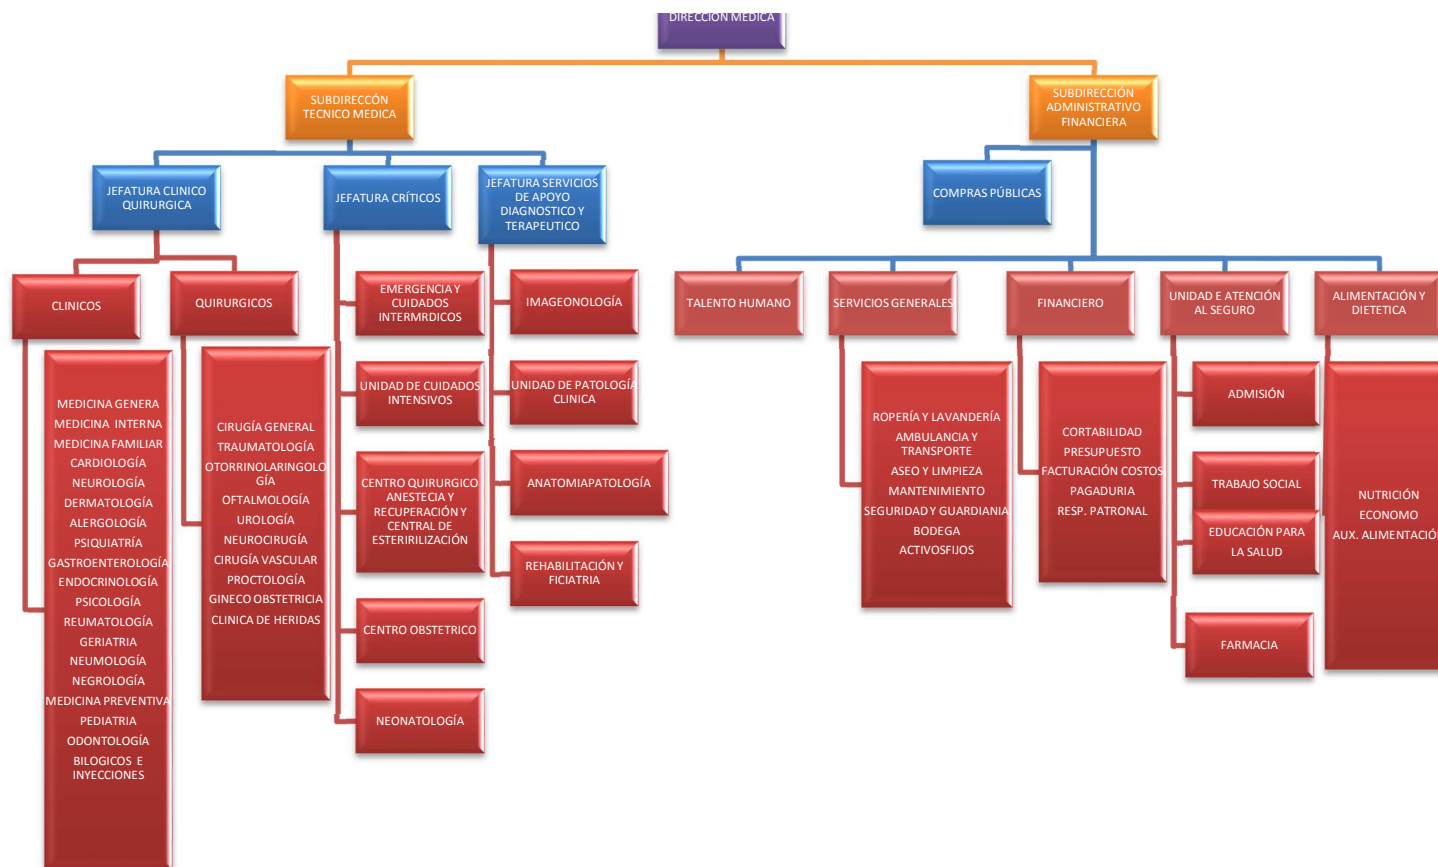 DIRECCIÓN MEDICA
SUBDIRECCÓN
TECNICO MEDICA
SUBDIRECCIÓN
ADMINISTRATIVO
FINANCIERA
JEFATURA CLINICO
QUIRURGICA
JEFATURA CRÍTICOS
JEFATURA SERVICIOS
DE APOYO
DIAGNOSTICO Y
TERAPEUTICO
COMPRAS PÚBLICAS
CLINICOS
QUIRURGICOS
EMERGENCIA Y
CUIDADOS
INTERMRDICOS
IMAGEONOLOGÍA
TALENTO HUMANO
SERVICIOS GENERALES
FINANCIERO
UNIDAD E ATENCIÓN
AL SEGURO
ALIMENTACIÓN Y
DIETETICA
MEDICINA GENERA
MEDICINA INTERNA
MEDICINA FAMILIAR
CARDIOLOGÍA
NEUROLOGÍA
DERMATOLOGÍA
ALERGOLOGÍA
PSIQUIATRÍA
GASTROENTEROLOGÍA
ENDOCRINOLOGÍA
PSICOLOGÍA
REUMATOLOGÍA
GERIATRIA
NEUMOLOGÍA
NEGROLOGÍA
MEDICINA PREVENTIVA
PEDIATRIA
ODONTOLOGÍA
BILOGICOS E
INYECCIONES
CIRUGÍA GENERAL
TRAUMATOLOGÍA
OTORRINOLARINGOLO
GÍA
OFTALMOLOGÍA
UROLOGÍA
NEUROCIRUGÍA
CIRUGÍA VASCULAR
PROCTOLOGÍA
GINECO OBSTETRICIA
CLINICA DE HERIDAS
UNIDAD DE CUIDADOS
INTENSIVOS
CENTRO QUIRURGICO
ANESTECIA Y
RECUPERACIÓN Y
CENTRAL DE
ESTERIRILIZACIÓN
CENTRO OBSTETRICO
NEONATOLOGÍA
UNIDAD DE PATOLOGÍA
CLINICA
ANATOMIAPATOLOGÍA
REHABILITACIÓN Y
FICIATRIA
ROPERÍA Y LAVANDERÍA
AMBULANCIA Y
TRANSPORTE
ASEO Y LIMPIEZA
MANTENIMIENTO
SEGURIDAD Y GUARDIANIA
BODEGA
ACTIVOSFIJOS
CORTABILIDAD
PRESUPUESTO
FACTURACIÓN COSTOS
PAGADURIA
RESP. PATRONAL
ADMISIÓN
TRABAJO SOCIAL
EDUCACIÓN PARA
LA SALUD
FARMACIA
NUTRICIÓN
ECONOMO
AUX. ALIMENTACIÓN